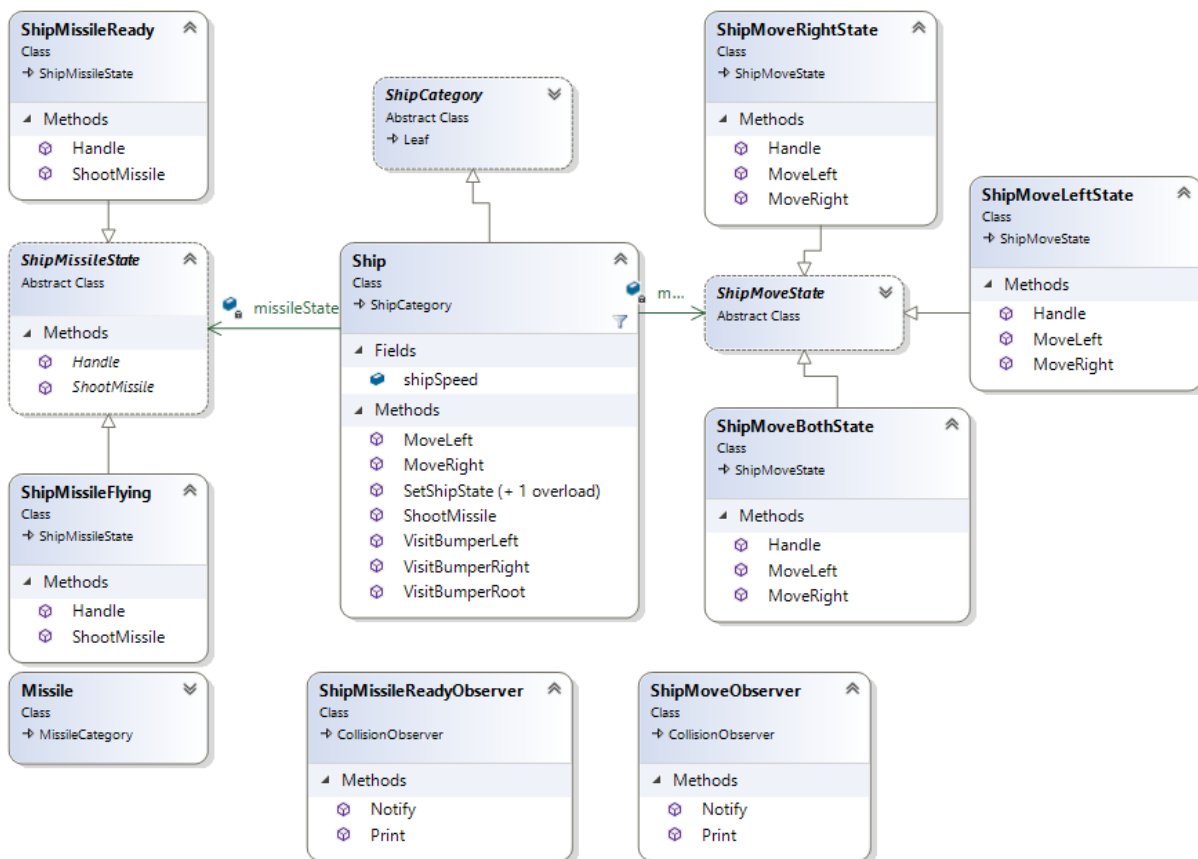 ShipMissileReady
Class
ShipMissileState
Methods
Handle
ShootMissile
ShipMissileState
Abstract Class
Methods
Handle
ShootMissile
ShipMissileFlying
Class
ShipMissileState
Methods
Handle
ShootMissile
Missile
Class
MissileCategory
missileState
ShipCategory
Abstract Class
Leaf
Ship
Class
ShipCategory
Fields
shipSpeed
Methods
MoveLeft
MoveRight
SetShipState (+ 1 overload)
ShootMissile
VisitBumperLeft
VisitBumperRight
VisitBumperRoot
m...
ShipMissileReadyObserver
Class
CollisionObserver
Methods
Notify
Print
ShipMoveRightState
Class
ShipMoveState
Methods
Handle
MoveLeft
MoveRight
ShipMoveState
Abstract Class
ShipMoveLeftState
Class
ShipMoveState
Methods
Handle
MoveLeft
MoveRight
ShipMoveBothState
Class
ShipMoveState
Methods
Handle
MoveLeft
MoveRight
ShipMoveObserver
Class
CollisionObserver
Methods
Notify
Print